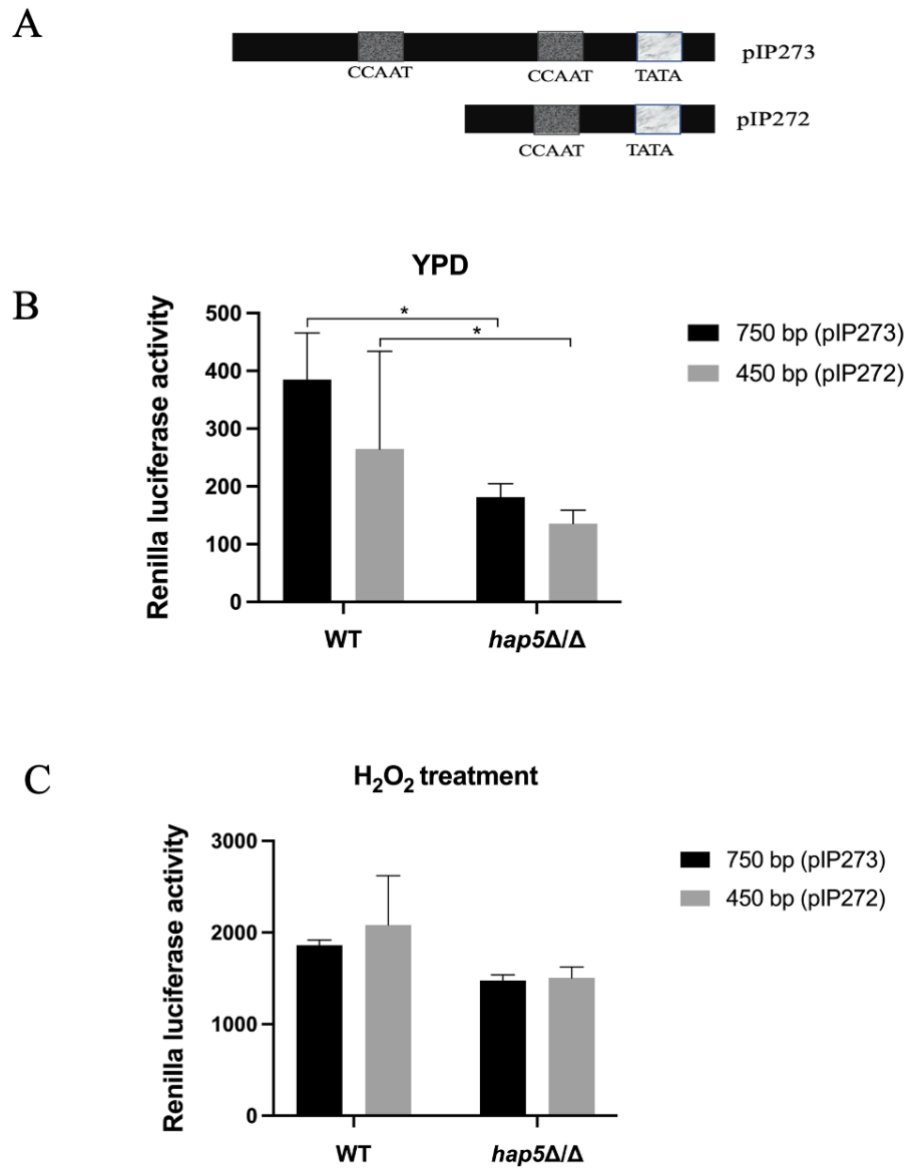 A
CCAAT CCAAT TATA pIP273
CCAAT TATA pIP272
B
YPD
Renilla luciferase activity
500
400
300
200
100
0
* *
WT hap5Δ/Δ
750 bp (pIP273)
450 bp (pIP272)
C
H₂O₂ treatment
Renilla luciferase activity
3000
2000
1000
0
WT hap5Δ/Δ
750 bp (pIP273)
450 bp (pIP272)